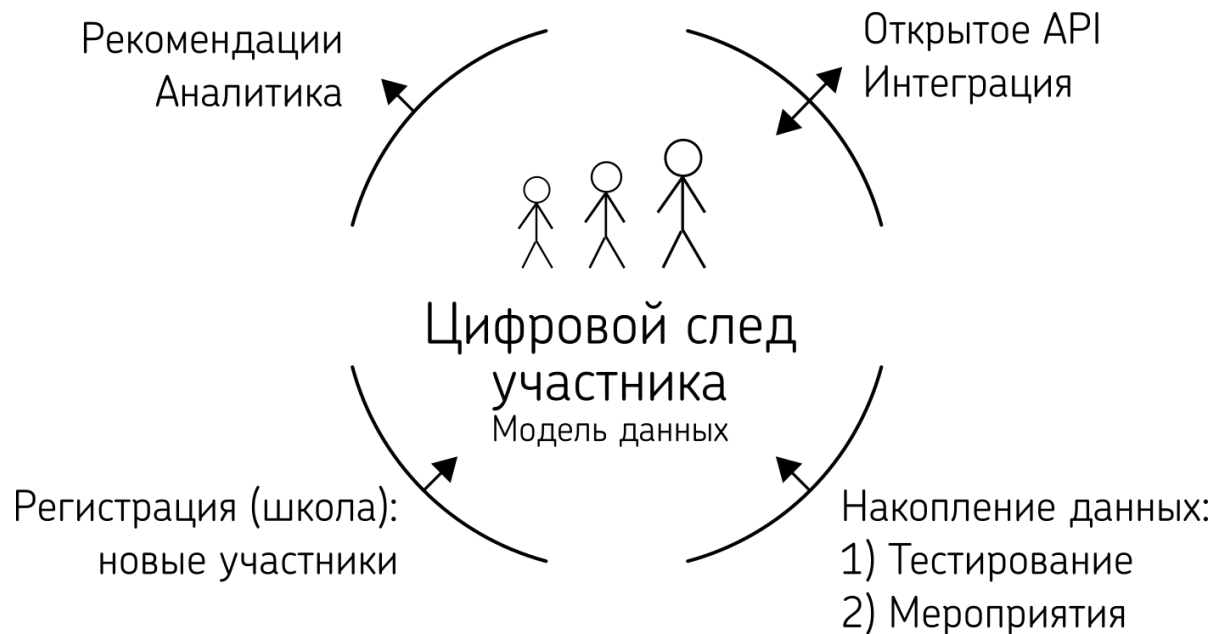 Рекомендации
Аналитика
Открытое API
Интеграция
Цифровой след
участника
Модель данных
Регистрация (школа):
новые участники
Накопление данных:
1) Тестирование
2) Мероприятия